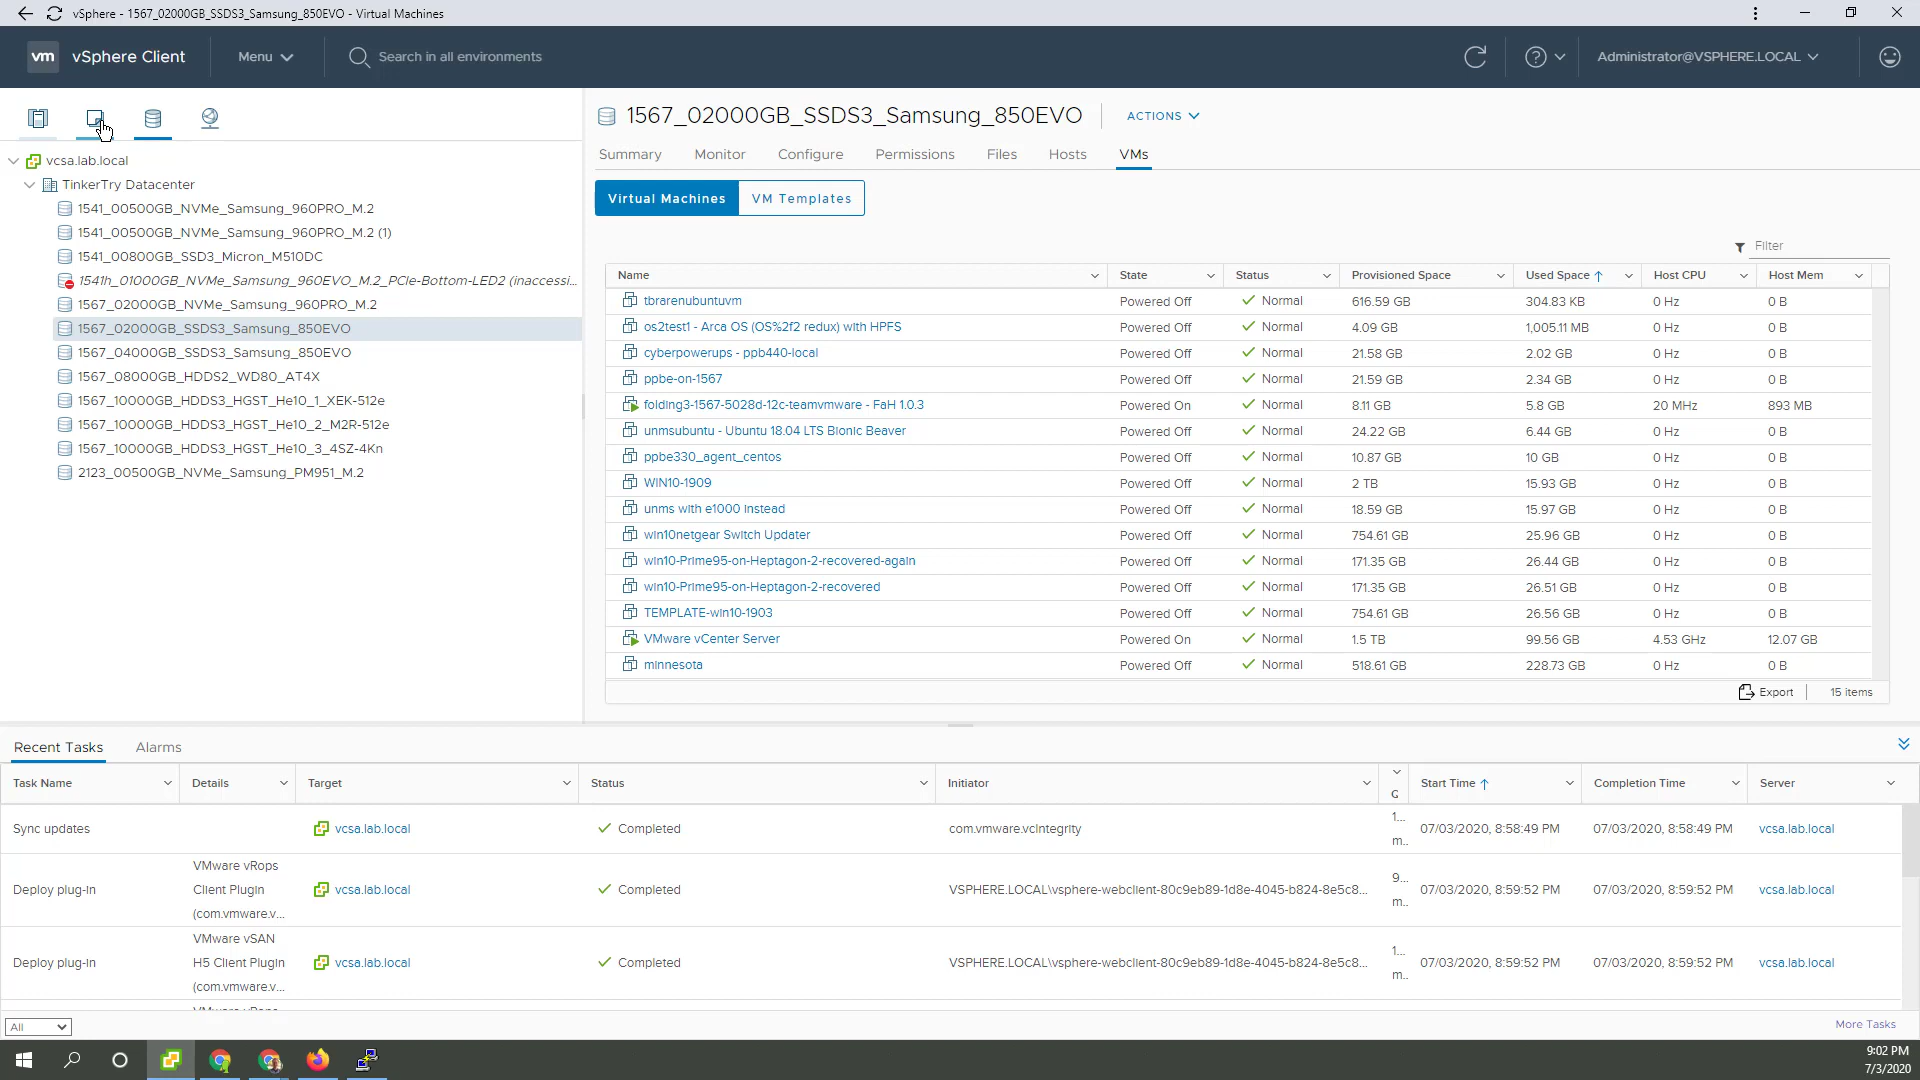 vSphere - 1567_02000GB_SSDS3_Samsung_850EVO - Virtual Machines
vm vSphere Client Menu Search in all environments Administrator@VSPHERE.LOCAL
vcsa.lab.local
TinkerTry Datacenter
1541_00500GB_NVMe_Samsung_960PRO_M.2
1541_00500GB_NVMe_Samsung_960PRO_M.2 (1)
1541_00800GB_SSD3_Micron_M510DC
1541h_01000GB_NVMe_Samsung_960EVO_M.2_PCIe-Bottom-LED2 (inaccessi...
1567_02000GB_NVMe_Samsung_960PRO_M.2
1567_02000GB_SSDS3_Samsung_850EVO
1567_04000GB_SSDS3_Samsung_850EVO
1567_08000GB_HDDS2_WD80_AT4X
1567_10000GB_HDDS3_HGST_He10_1_XEK-512e
1567_10000GB_HDDS3_HGST_He10_2_M2R-512e
1567_10000GB_HDDS3_HGST_He10_3_4SZ-4Kn
2123_00500GB_NVMe_Samsung_PM951_M.2
1567_02000GB_SSDS3_Samsung_850EVO ACTIONS
Summary Monitor Configure Permissions Files Hosts VMs
Virtual Machines VM Templates
Filter
Name State Status Provisioned Space Used Space Host CPU Host Mem
tbrarenubuntuvm Powered Off Normal 616.59 GB 304.83 KB 0 Hz 0 B
os2test1 - Arca OS (OS%2f2 redux) with HPFS Powered Off Normal 4.09 GB 1,005.11 MB 0 Hz 0 B
cyberpowerups - ppb440-local Powered Off Normal 21.58 GB 2.02 GB 0 Hz 0 B
ppbe-on-1567 Powered Off Normal 21.59 GB 2.34 GB 0 Hz 0 B
folding3-1567-5028d-12c-teamvmware - FaH 1.0.3 Powered On Normal 8.11 GB 5.8 GB 20 MHz 893 MB
unmsubuntu - Ubuntu 18.04 LTS Bionic Beaver Powered Off Normal 24.22 GB 6.44 GB 0 Hz 0 B
ppbe330_agent_centos Powered Off Normal 10.87 GB 10 GB 0 Hz 0 B
WIN10-1909 Powered Off Normal 2 TB 15.93 GB 0 Hz 0 B
unms with e1000 instead Powered Off Normal 18.59 GB 15.97 GB 0 Hz 0 B
win10netgear Switch Updater Powered Off Normal 754.61 GB 25.96 GB 0 Hz 0 B
win10-Prime95-on-Heptagon-2-recovered-again Powered Off Normal 171.35 GB 26.44 GB 0 Hz 0 B
win10-Prime95-on-Heptagon-2-recovered Powered Off Normal 171.35 GB 26.51 GB 0 Hz 0 B
TEMPLATE-win10-1903 Powered Off Normal 754.61 GB 26.56 GB 0 Hz 0 B
VMware vCenter Server Powered On Normal 1.5 TB 99.56 GB 4.53 GHz 12.07 GB
minnesota Powered Off Normal 518.61 GB 228.73 GB 0 Hz 0 B
Export 15 items
Recent Tasks Alarms
Task Name Details Target Status Initiator G Start Time Completion Time Server
Sync updates vcsa.lab.local Completed com.vmware.vcIntegrity 1... m.. 07/03/2020, 8:58:49 PM 07/03/2020, 8:58:49 PM vcsa.lab.local
Deploy plug-in VMware vRops Client Plugin (com.vmware.v... vcsa.lab.local Completed VSPHERE.LOCAL\vsphere-webclient-80c9eb89-1d8e-4045-b824-8e5c8... 9... m.. 07/03/2020, 8:59:52 PM 07/03/2020, 8:59:52 PM vcsa.lab.local
Deploy plug-in VMware vSAN H5 Client Plugin (com.vmware.v... vcsa.lab.local Completed VSPHERE.LOCAL\vsphere-webclient-80c9eb89-1d8e-4045-b824-8e5c8... 1... m.. 07/03/2020, 8:59:52 PM 07/03/2020, 8:59:52 PM vcsa.lab.local
All More Tasks
9:02 PM
7/3/2020